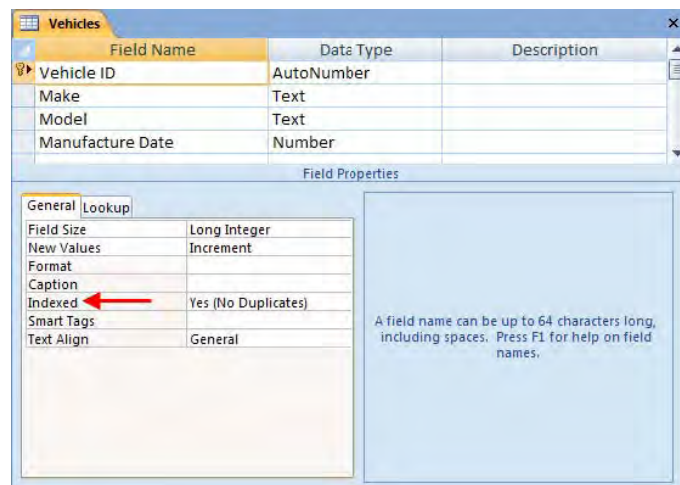 Vehicles
Field Name Data Type Description
Vehicle ID AutoNumber
Make Text
Model Text
Manufacture Date Number
Field Properties
General Lookup
Field Size Long Integer
New Values Increment
Format
Caption
Indexed Yes (No Duplicates)
Smart Tags
Text Align General
A field name can be up to 64 characters long,
including spaces. Press F1 for help on field
names.